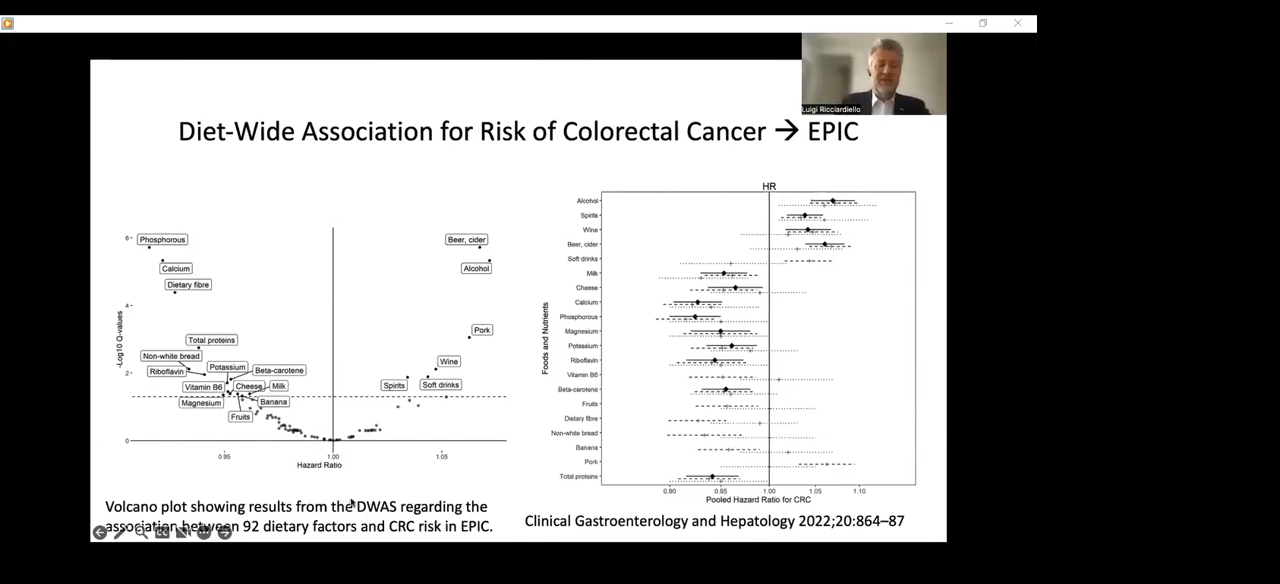 Luigi Ricciardiello
Diet-Wide Association for Risk of Colorectal Cancer → EPIC
-Log10 Q-values
6
4
2
0
Phosphorous
Calcium
Dietary fibre
Total proteins
Non-white bread
Riboflavin
Potassium
Beta-carotene
Vitamin B6
Cheese
Milk
Magnesium
Banana
Fruits
Beer, cider
Alcohol
Pork
Wine
Spirits
Soft drinks
0.95
1.00
1.05
Hazard Ratio
Volcano plot showing results from the DWAS regarding the
association between 92 dietary factors and CRC risk in EPIC.
HR
Foods and Nutrients
Alcohol
Spirits
Wine
Beer, cider
Soft drinks
Milk
Cheese
Calcium
Phosphorous
Magnesium
Potassium
Riboflavin
Vitamin B6
Beta-carotene
Fruits
Dietary fibre
Non-white bread
Banana
Pork
Total proteins
0.90
0.95
1.00
1.05
1.10
Pooled Hazard Ratio for CRC
Clinical Gastroenterology and Hepatology 2022;20:864–87
CC